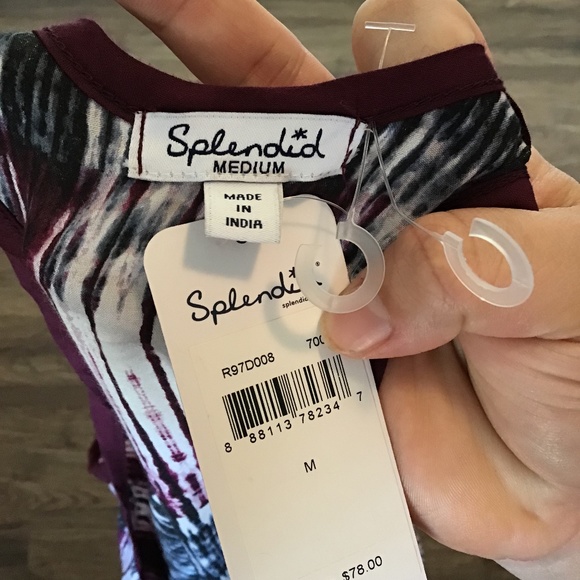 Splendid
MEDIUM
MADE
IN
INDIA
Splendid
R97D008
8 88113 78234 7
M
$78.00